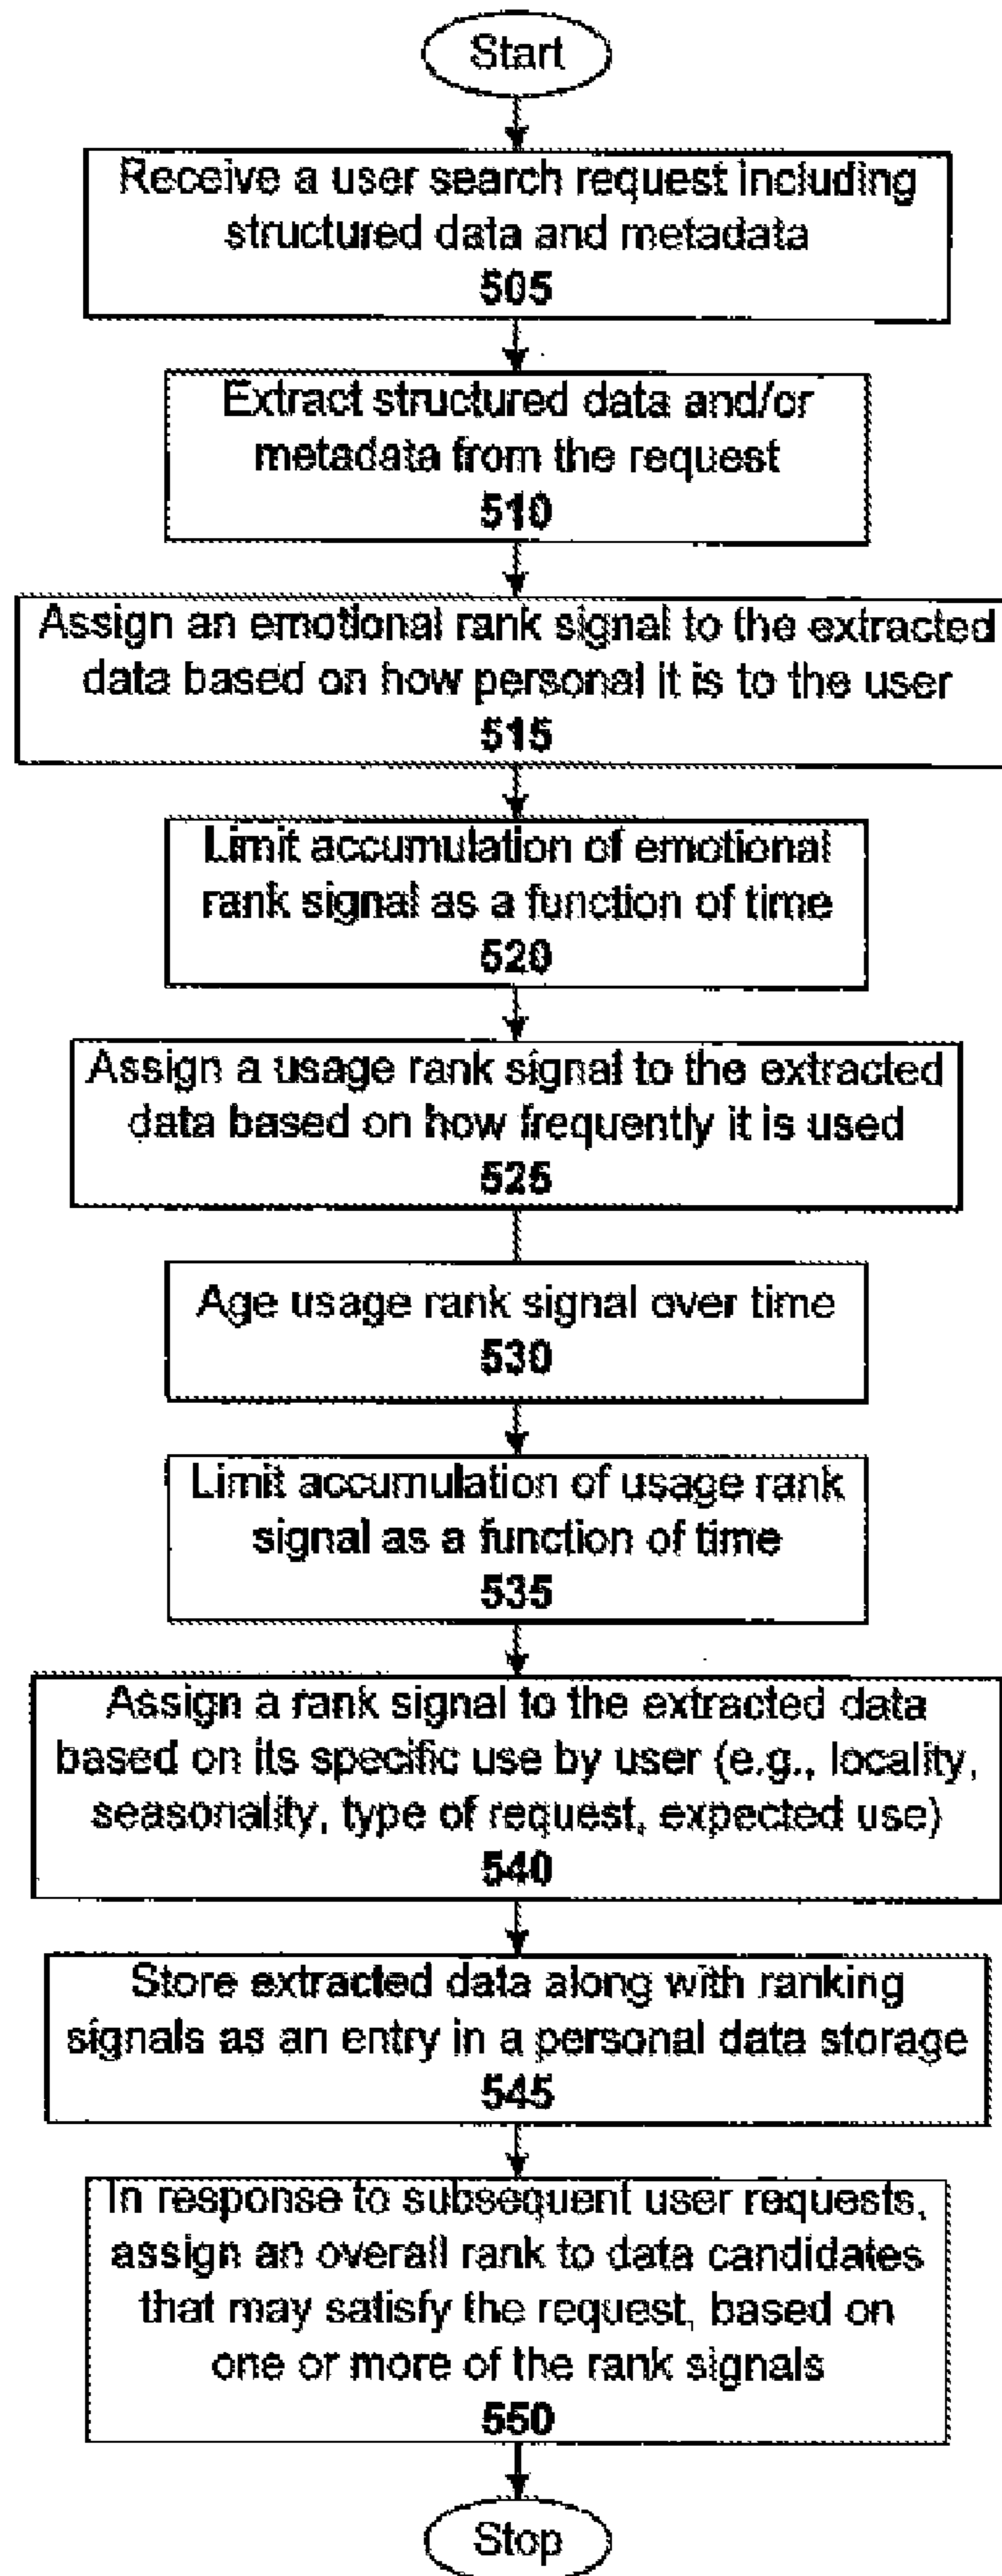 Start
Receive a user search request including
structured data and metadata
505
Extract structured data and/or
metadata from the request
510
Assign an emotional rank signal to the extracted
data based on how personal it is to the user
515
Limit accumulation of emotional
rank signal as a function of time
520
Assign a usage rank signal to the extracted
data based on how frequently it is used
525
Age usage rank signal over time
530
Limit accumulation of usage rank
signal as a function of time
535
Assign a rank signal to the extracted data
based on its specific use by user (e.g., locality,
seasonality, type of request, expected use)
540
Store extracted data along with ranking
signals as an entry in a personal data storage
545
In response to subsequent user requests,
assign an overall rank to data candidates
that may satisfy the request, based on
one or more of the rank signals
550
Stop